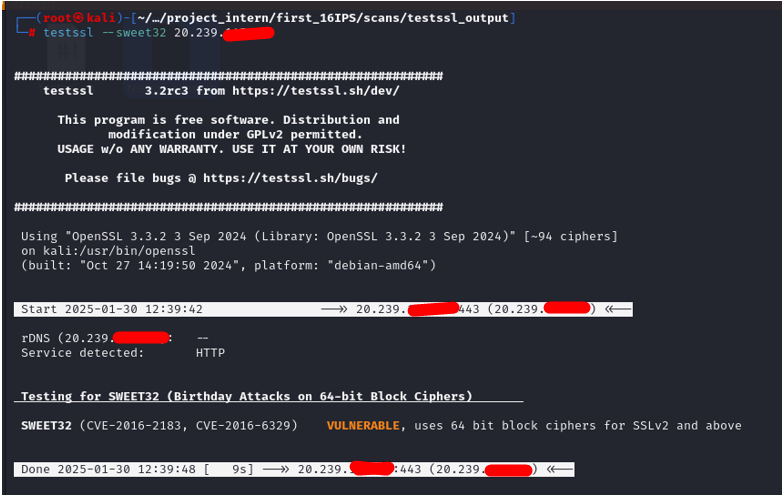 (root㉿kali)-[~/…/project_intern/first_16IPS/scans/testssl_output]
# testssl --sweet32 20.239.
###########################################################
testssl 3.2rc3 from https://testssl.sh/dev/
This program is free software. Distribution and
modification under GPLv2 permitted.
USAGE w/o ANY WARRANTY. USE IT AT YOUR OWN RISK!
Please file bugs @ https://testssl.sh/bugs/
###########################################################
Using "OpenSSL 3.3.2 3 Sep 2024 (Library: OpenSSL 3.3.2 3 Sep 2024)" [~94 ciphers]
on kali:/usr/bin/openssl
(built: "Oct 27 14:19:50 2024", platform: "debian-amd64")
Start 2025-01-30 12:39:42 -->> 20.239. 443 (20.239. ) <<--
rDNS (20.239. : --
Service detected: HTTP
Testing for SWEET32 (Birthday Attacks on 64-bit Block Ciphers)
SWEET32 (CVE-2016-2183, CVE-2016-6329) VULNERABLE, uses 64 bit block ciphers for SSLv2 and above
Done 2025-01-30 12:39:48 [ 9s] -->> 20.239. :443 (20.239. ) <<--